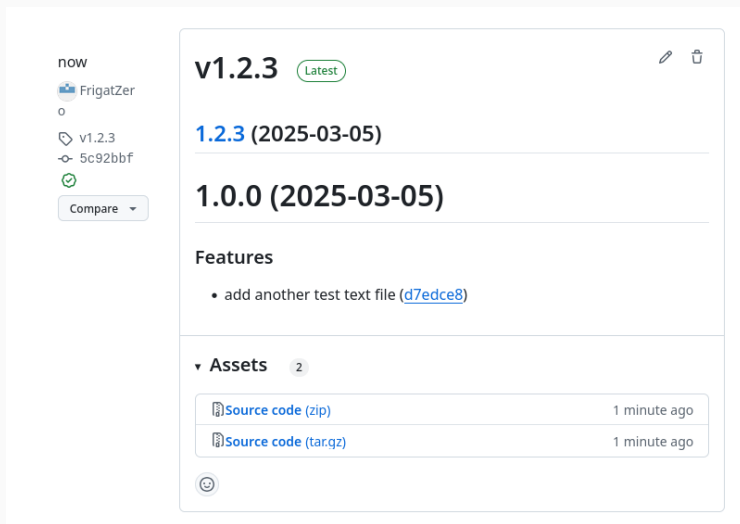 now
FrigatZer
o
v1.2.3
5c92bbf
Compare
v1.2.3 Latest
1.2.3 (2025-03-05)
1.0.0 (2025-03-05)
Features
• add another test text file (d7edce8)
Assets 2
Source code (zip) 1 minute ago
Source code (tar.gz) 1 minute ago